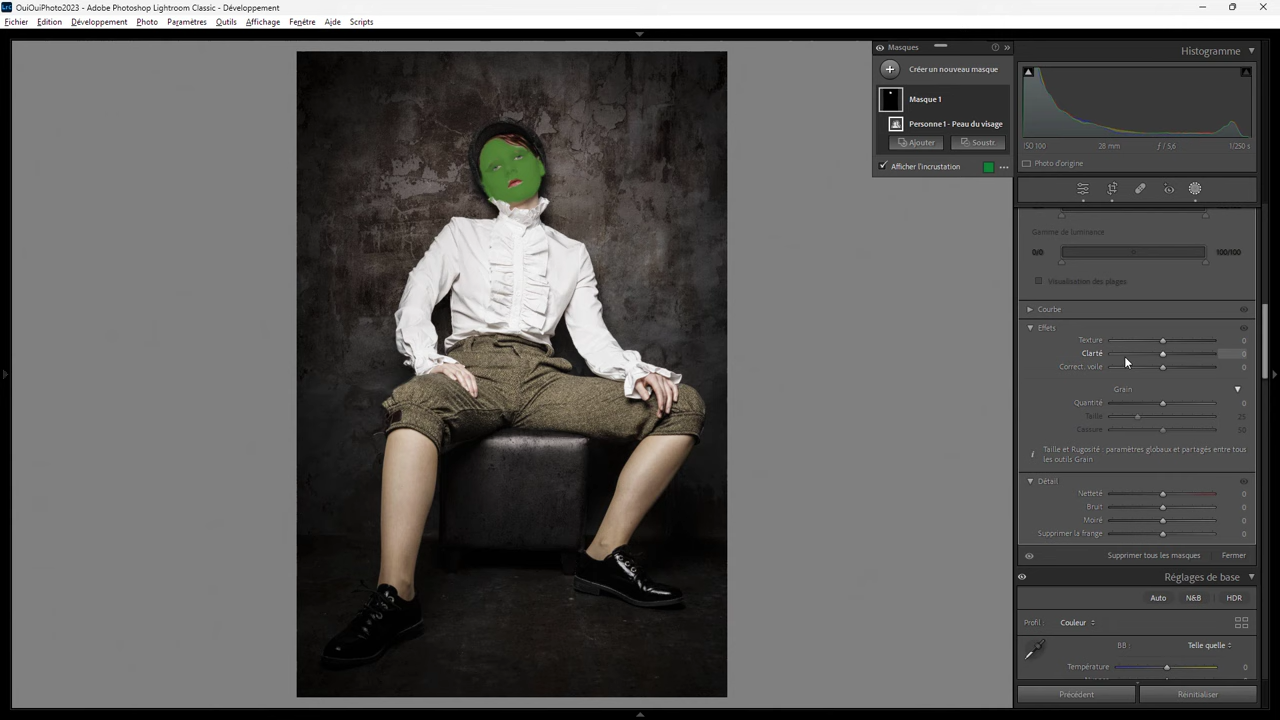 OuiOuiPhoto2023 - Adobe Photoshop Lightroom Classic - Développement
Fichier Edition Développement Photo Paramètres Outils Affichage Fenêtre Aide Scripts
Masques
Créer un nouveau masque
Masque 1
Personne 1 - Peau du visage
Ajouter Soustr.
Afficher l'incrustation
Histogramme
ISO 100 28 mm ƒ / 5,6 1/250 s
Photo d'origine
Gamme de luminance
0/0 100/100
Visualisation des plages
Courbe
Effets
Texture 0
Clarté 0
Correct. voile 0
Grain
Quantité 0
Taille 25
Cassure 50
Taille et Rugosité : paramètres globaux et partagés entre tous
les outils Grain
Détail
Netteté 0
Bruit 0
Moiré 0
Supprimer la frange 0
Supprimer tous les masques Fermer
Réglages de base
Auto N&B HDR
Profil : Couleur
BB : Telle quelle
Température 0
Précédent Réinitialiser